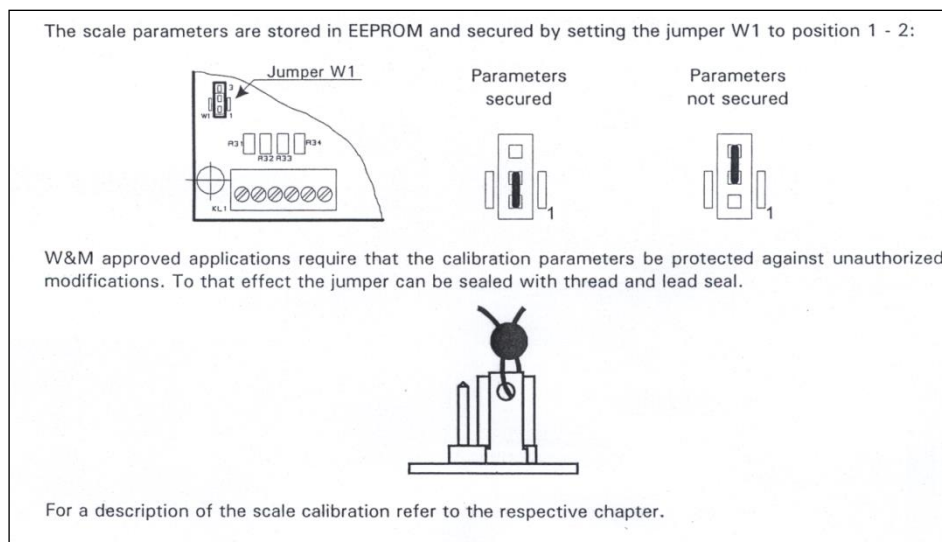 The scale parameters are stored in EEPROM and secured by setting the jumper W1 to position 1 - 2:
Jumper W1
Parameters
secured
Parameters
not secured
3
W1
1
R31
R34
R32 R33
KL1
1
1
W&M approved applications require that the calibration parameters be protected against unauthorized
modifications. To that effect the jumper can be sealed with thread and lead seal.
For a description of the scale calibration refer to the respective chapter.